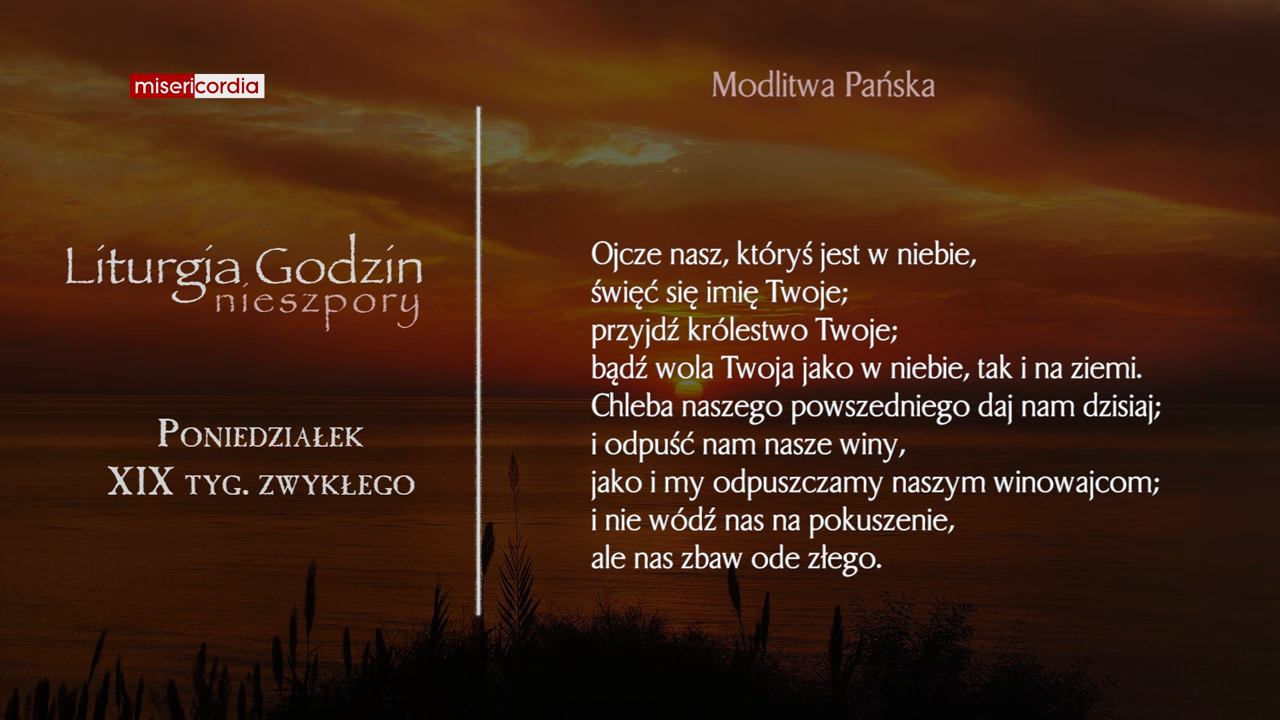 misericordia
Liturgia Godzin
nieszpory
Poniedziałek
XIX tyg. zwykłego
Modlitwa Pańska
Ojcze nasz, któryś jest w niebie,
święć się imię Twoje;
przyjdź królestwo Twoje;
bądź wola Twoja jako w niebie, tak i na ziemi.
Chleba naszego powszedniego daj nam dzisiaj;
i odpuść nam nasze winy,
jako i my odpuszczamy naszym winowajcom;
i nie wódź nas na pokuszenie,
ale nas zbaw ode złego.